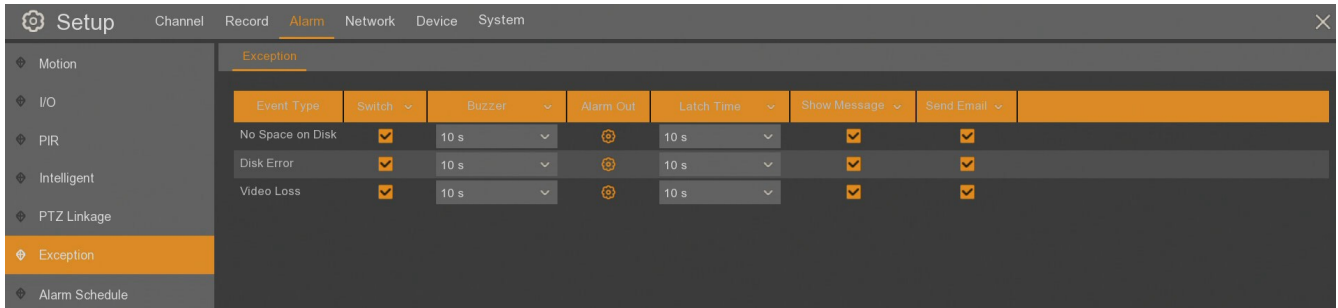 Setup Channel Record Alarm Network Device System
Motion
I/O
PIR
Intelligent
PTZ Linkage
Exception
Alarm Schedule
Exception
Event Type Switch Buzzer Alarm Out Latch Time Show Message Send Email
No Space on Disk 10 s 10 s
Disk Error 10 s 10 s
Video Loss 10 s 10 s